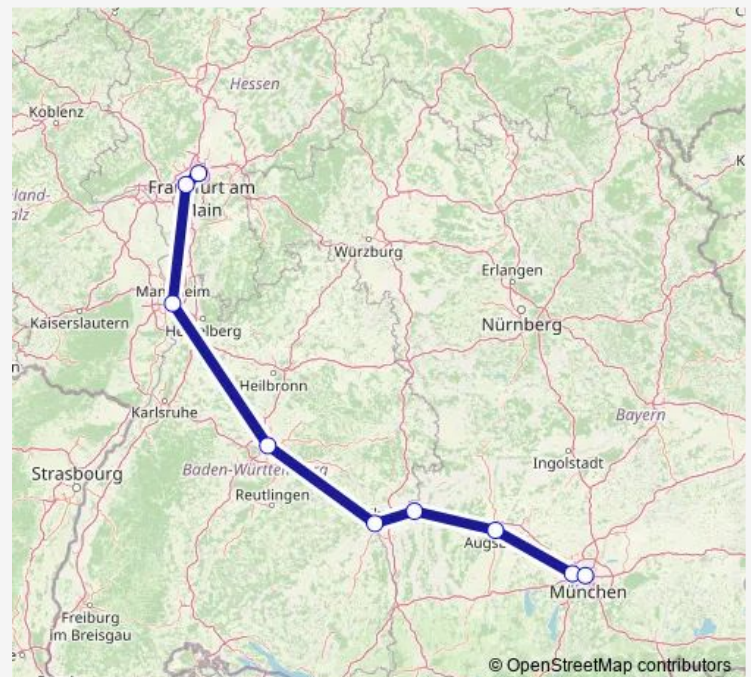 Hessen
Koblenz
Frankfurt am
Main
Würzburg
Erlangen
Mannheim
Kaiserslautern
Heidelberg
Nürnberg
Heilbronn
Karlsruhe
Bayern
Ingolstadt
Strasbourg
Baden-Württemberg
Reutlingen
Augsb
München
Freiburg
im Breisgau
© OpenStreetMap contributors